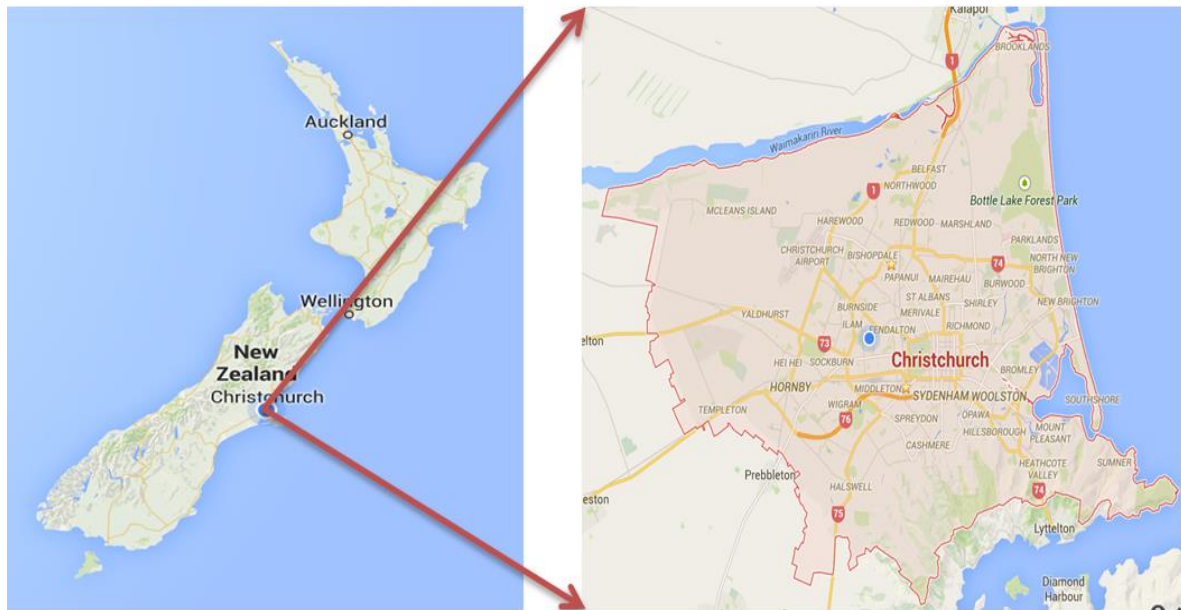 Auckland
Wellington
New
Zealand
Christchurch
Kaiapoi
BROOKLANDS
1
Waimakariri River
BELFAST
NORTHWOOD
1
Bottle Lake Forest Park
MCLEANS ISLAND
HAREWOOD
REDWOOD
MARSHLAND
PARKLANDS
CHRISTCHURCH
AIRPORT
BISHOPDALE
74
NORTH NEW
BRIGHTON
PAPANUI
MAIREHAU
BURWOOD
ST ALBANS
SHIRLEY
NEW BRIGHTON
BURNSIDE
MERIVALE
YALDHURST
ILAM
FENDALTON
RICHMOND
73
HEI HEI
SOCKBURN
Christchurch
BROMLEY
HORNBY
MIDDLETON
SYDENHAM
WOOLSTON
SOUTHSHORE
TEMPLETON
WIGRAM
76
SPREYDON
OPAWA
HILLSBOROUGH
MOUNT
PLEASANT
CASHMERE
SUMNER
Prebbleton
HALSWELL
HEATHCOTE
VALLEY
74
75
Lyttelton
Diamond
Harbour